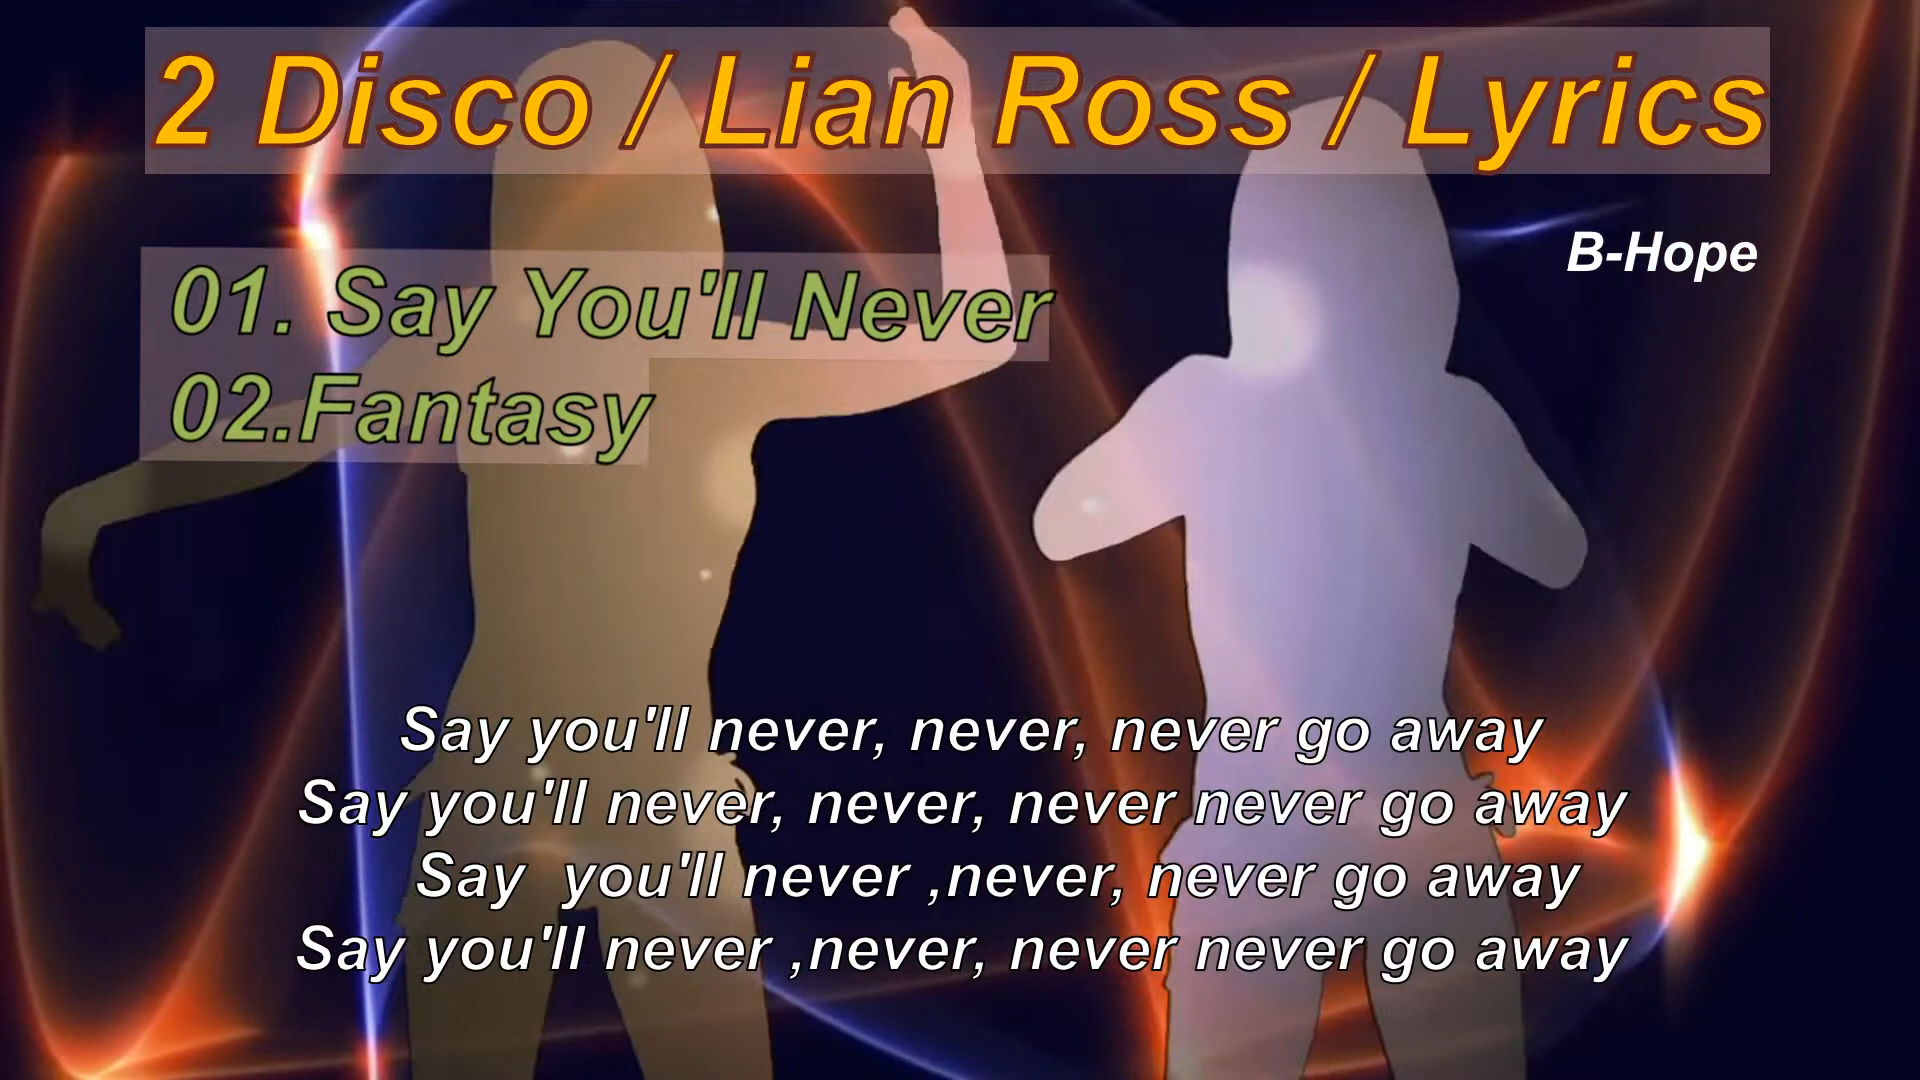 2 Disco / Lian Ross / Lyrics
B-Hope
01. Say You'll Never
02.Fantasy
Say you'll never, never, never go away
Say you'll never, never, never never go away
Say  you'll never ,never, never go away
Say you'll never ,never, never never go away